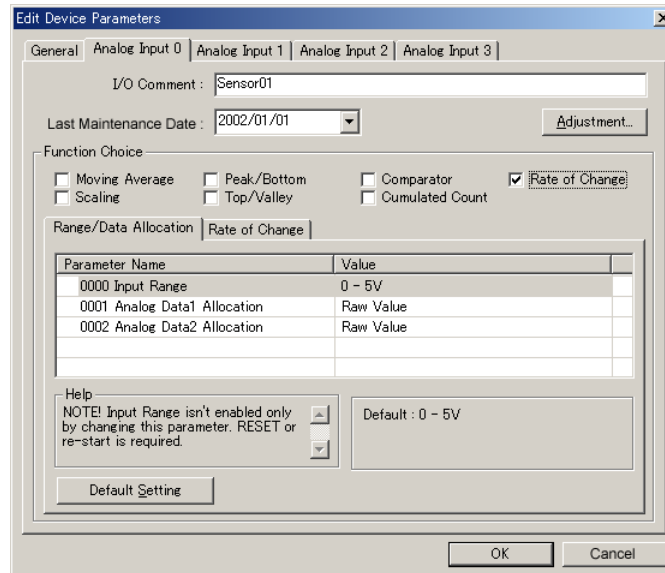 Edit Device Parameters
General Analog Input 0 Analog Input 1 Analog Input 2 Analog Input 3
I/O Comment : Sensor01
Last Maintenance Date : 2002/01/01 Adjustment...
Function Choice
Moving Average Peak/Bottom Comparator Rate of Change
Scaling Top/Valley Cumulated Count
Range/Data Allocation Rate of Change
Parameter Name Value
0000 Input Range 0 - 5V
0001 Analog Data1 Allocation Raw Value
0002 Analog Data2 Allocation Raw Value
Help
NOTE! Input Range isn't enabled only
by changing this parameter. RESET or
re-start is required.
Default : 0 - 5V
Default Setting
OK Cancel